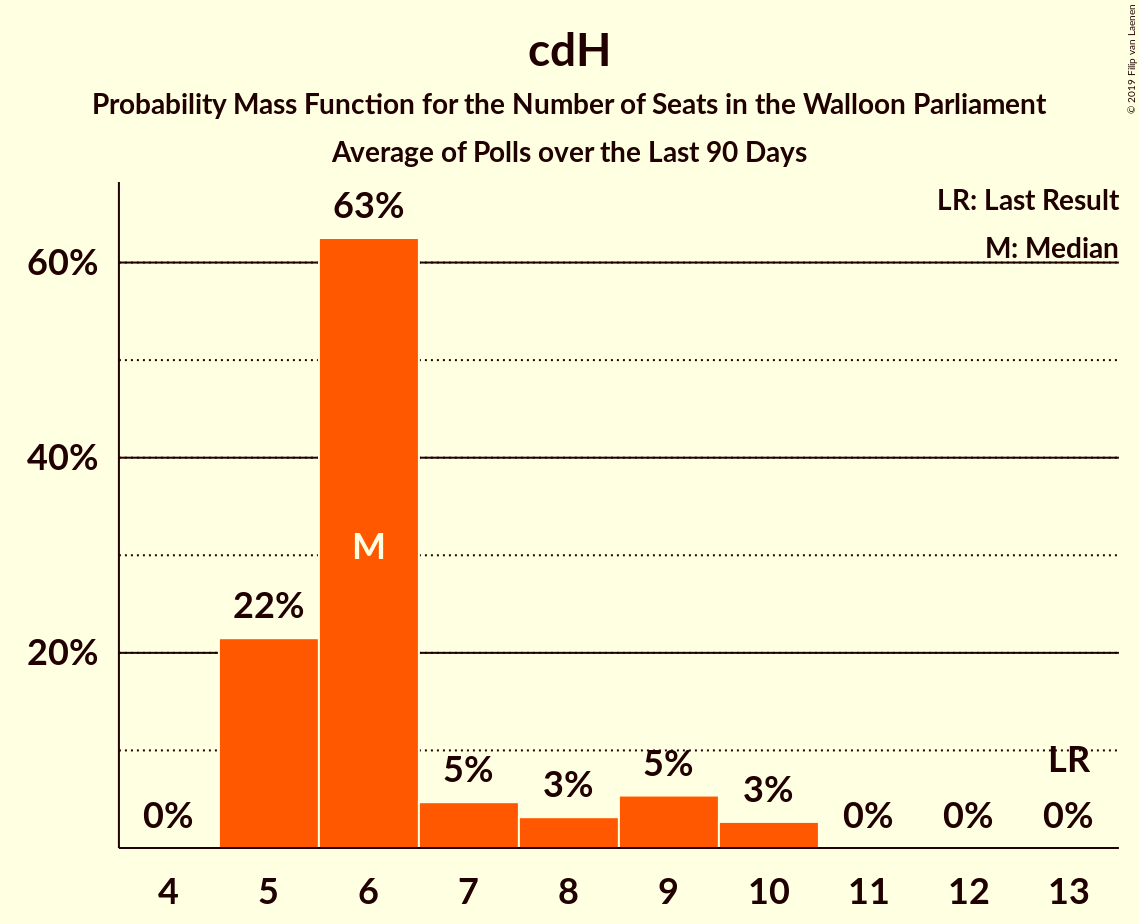 cdH
Probability Mass Function for the Number of Seats in the Walloon Parliament
Average of Polls over the Last 90 Days
© 2019 Filip van Laenen
LR: Last Result
M: Median
60%
40%
20%
0%
22%
63%
M
5%
3%
5%
3%
0%
0%
LR
0%
4 5 6 7 8 9 10 11 12 13